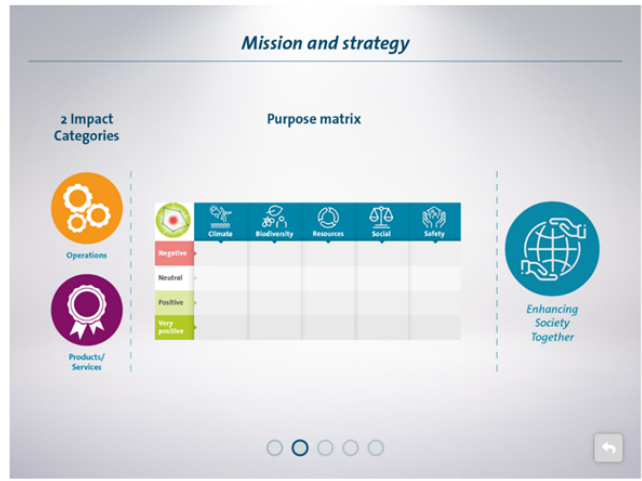 Mission and strategy
2 Impact
Categories
Purpose matrix
Operations
Products/
Services
Climate
Biodiversity
Resources
Social
Safety
Negative
Neutral
Positive
Very
positive
Enhancing
Society
Together